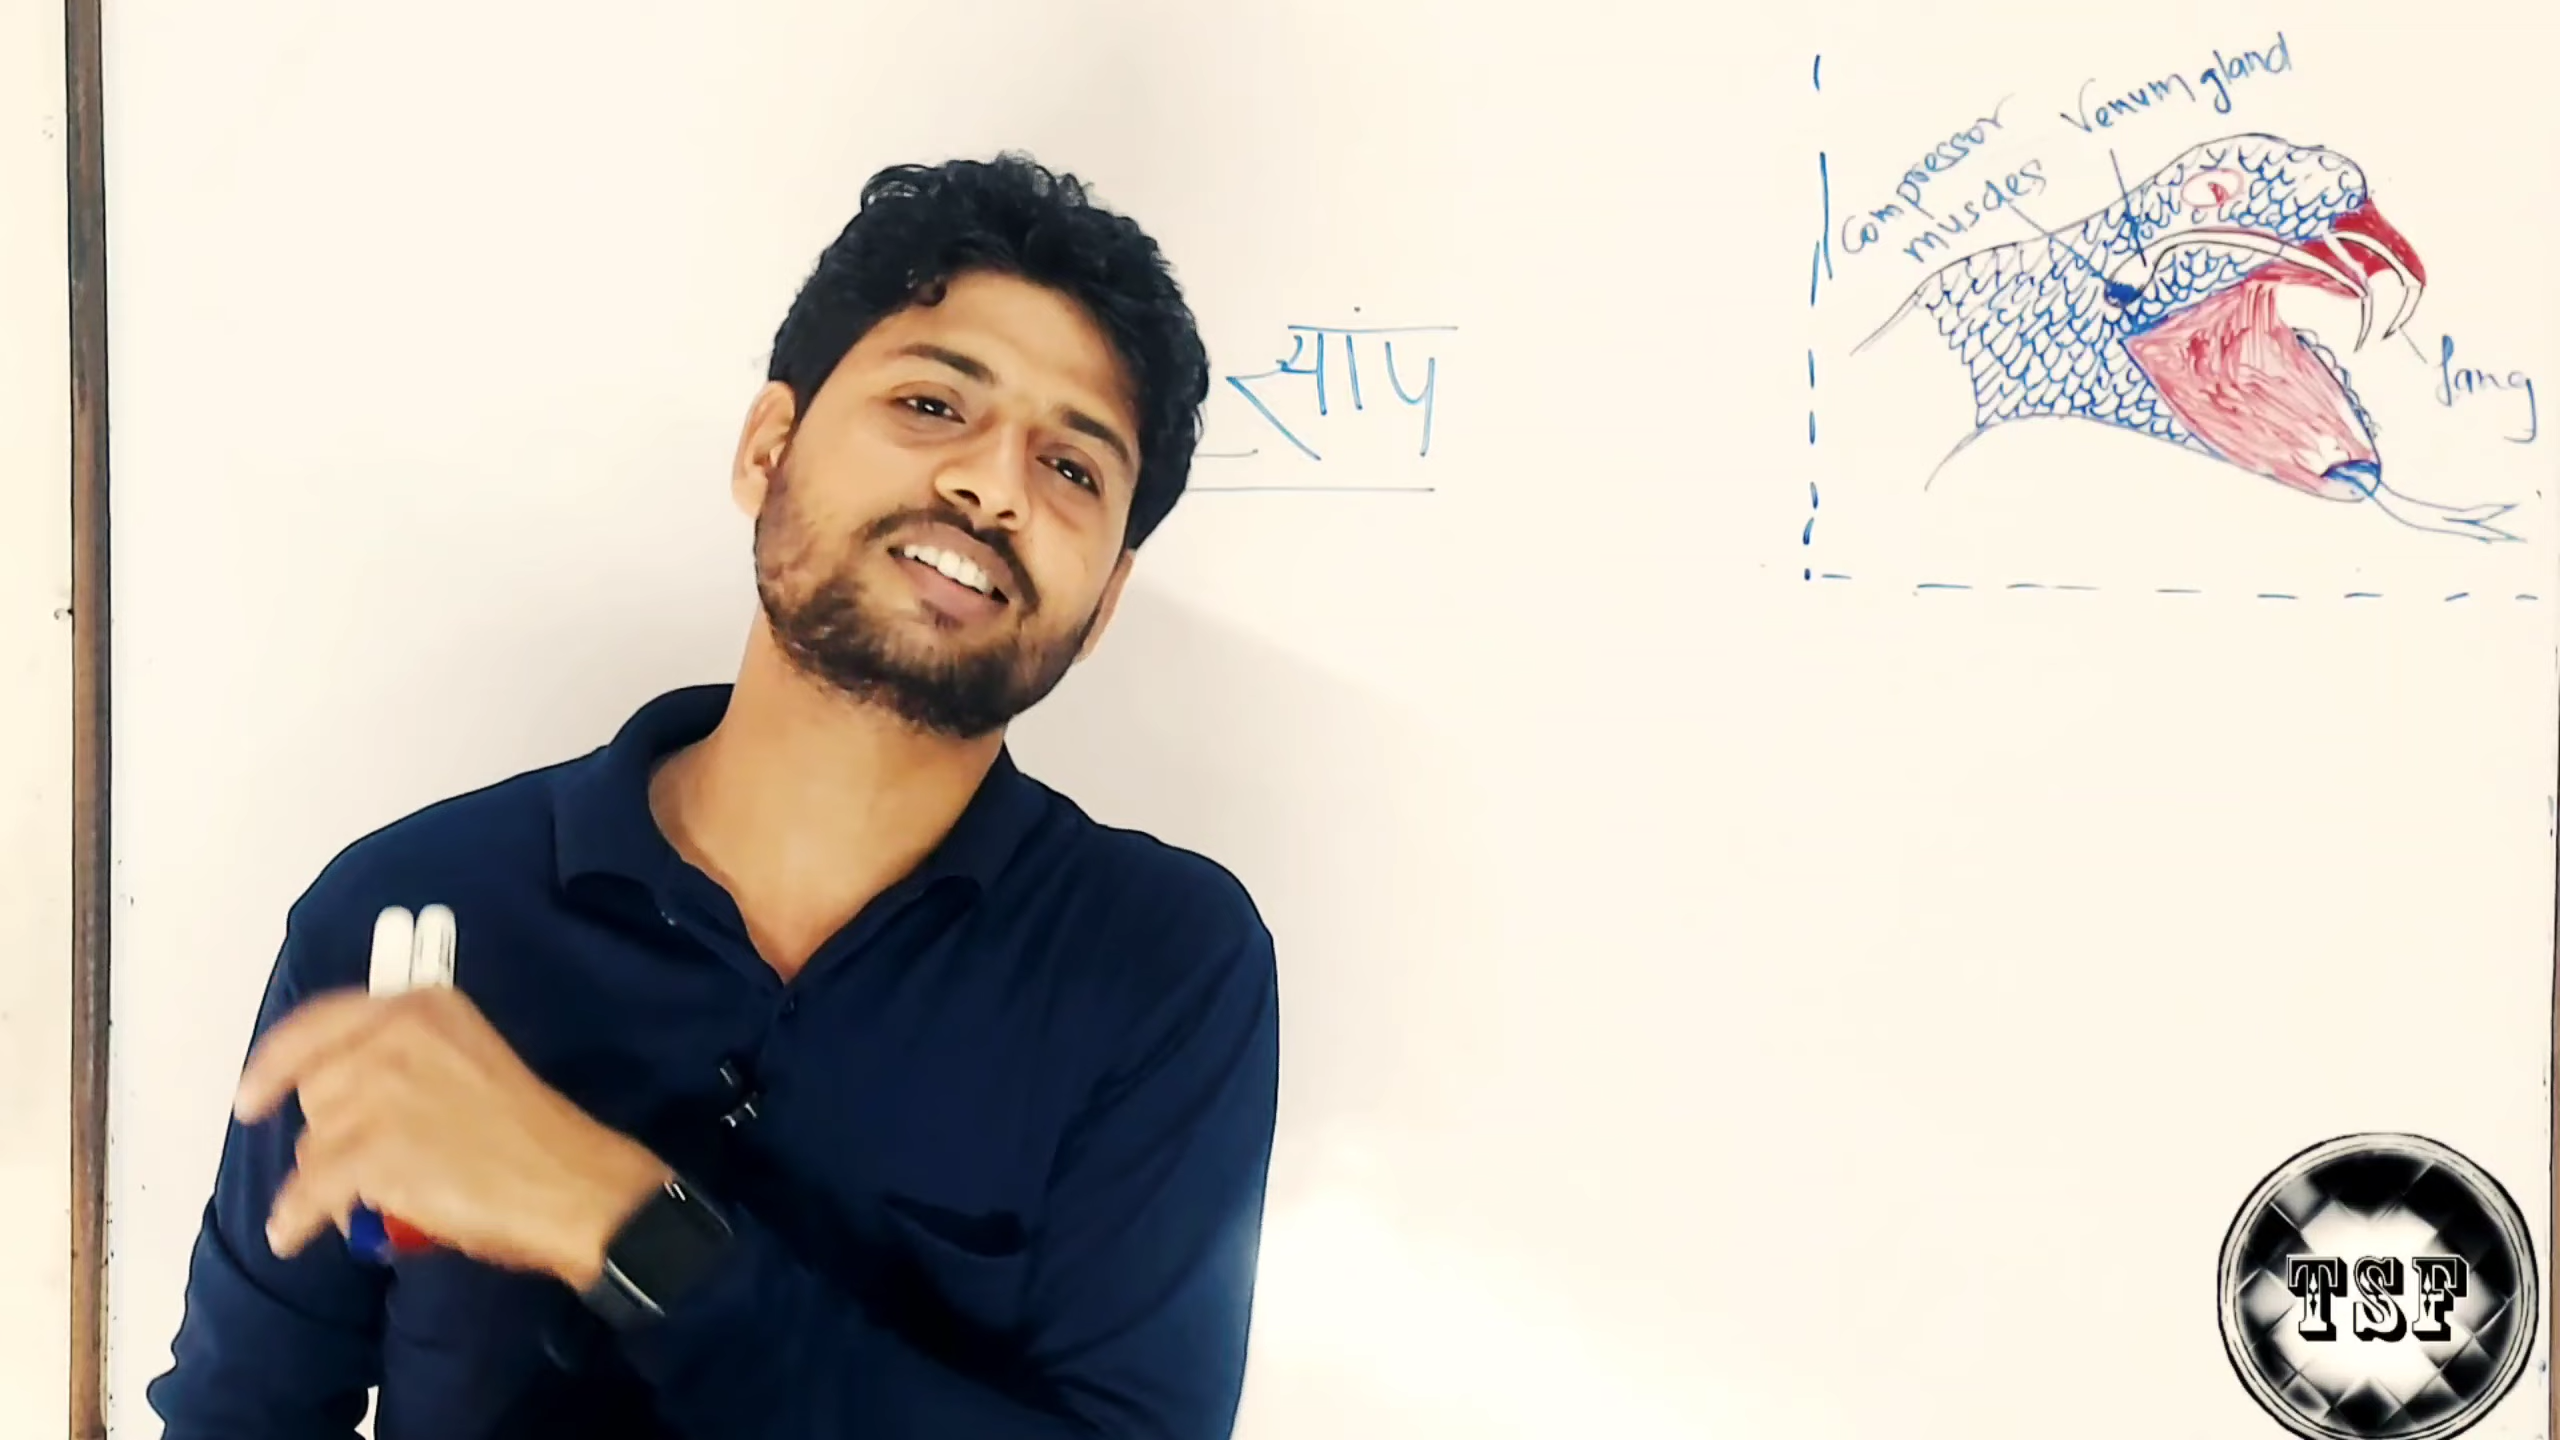 सांप
Compressor
muscles
Venum gland
fang
TSF